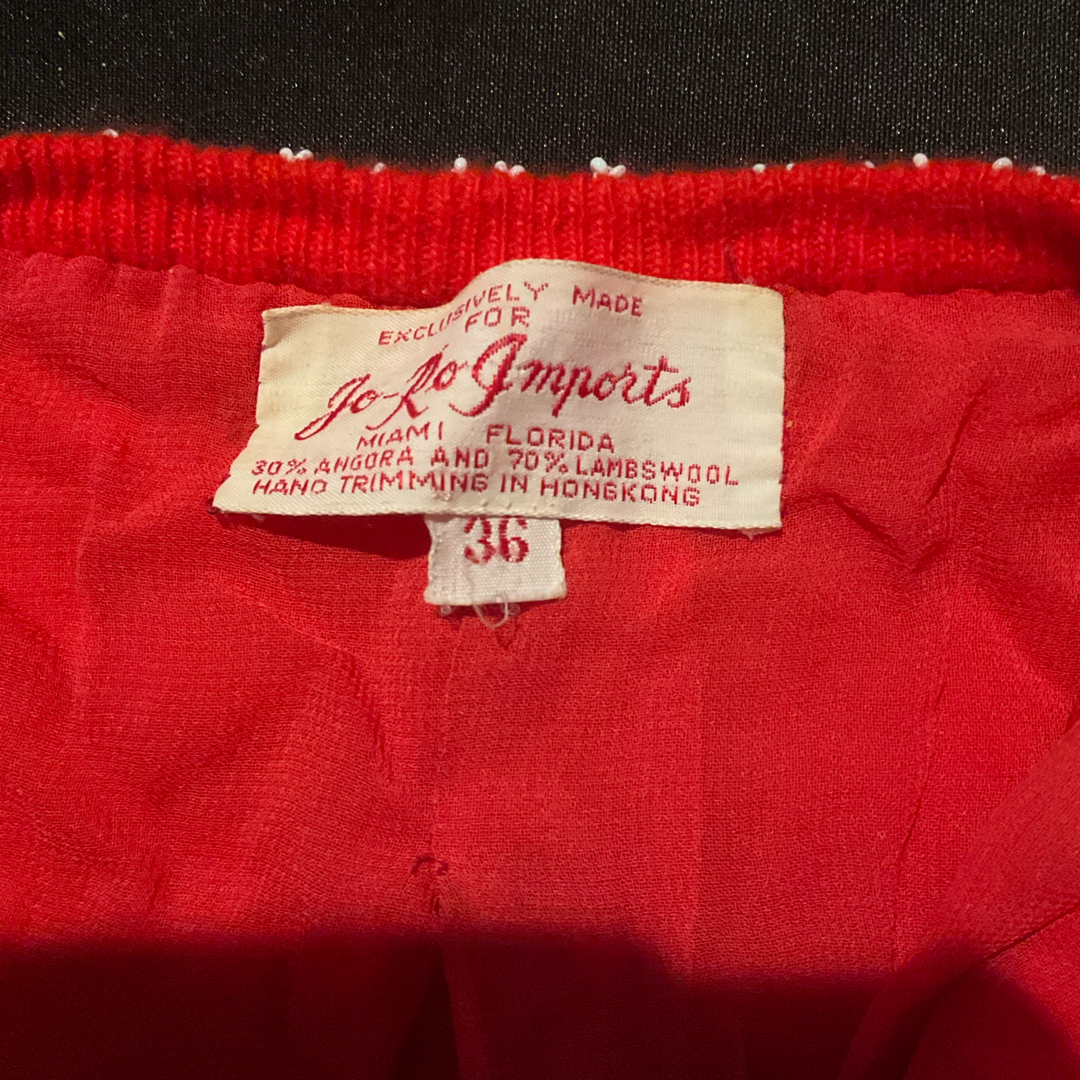 EXCLUSIVELY MADE
FOR
Jo-Ro Imports
MIAMI FLORIDA
30% ANGORA AND 70% LAMBSWOOL
HAND TRIMMING IN HONGKONG
36